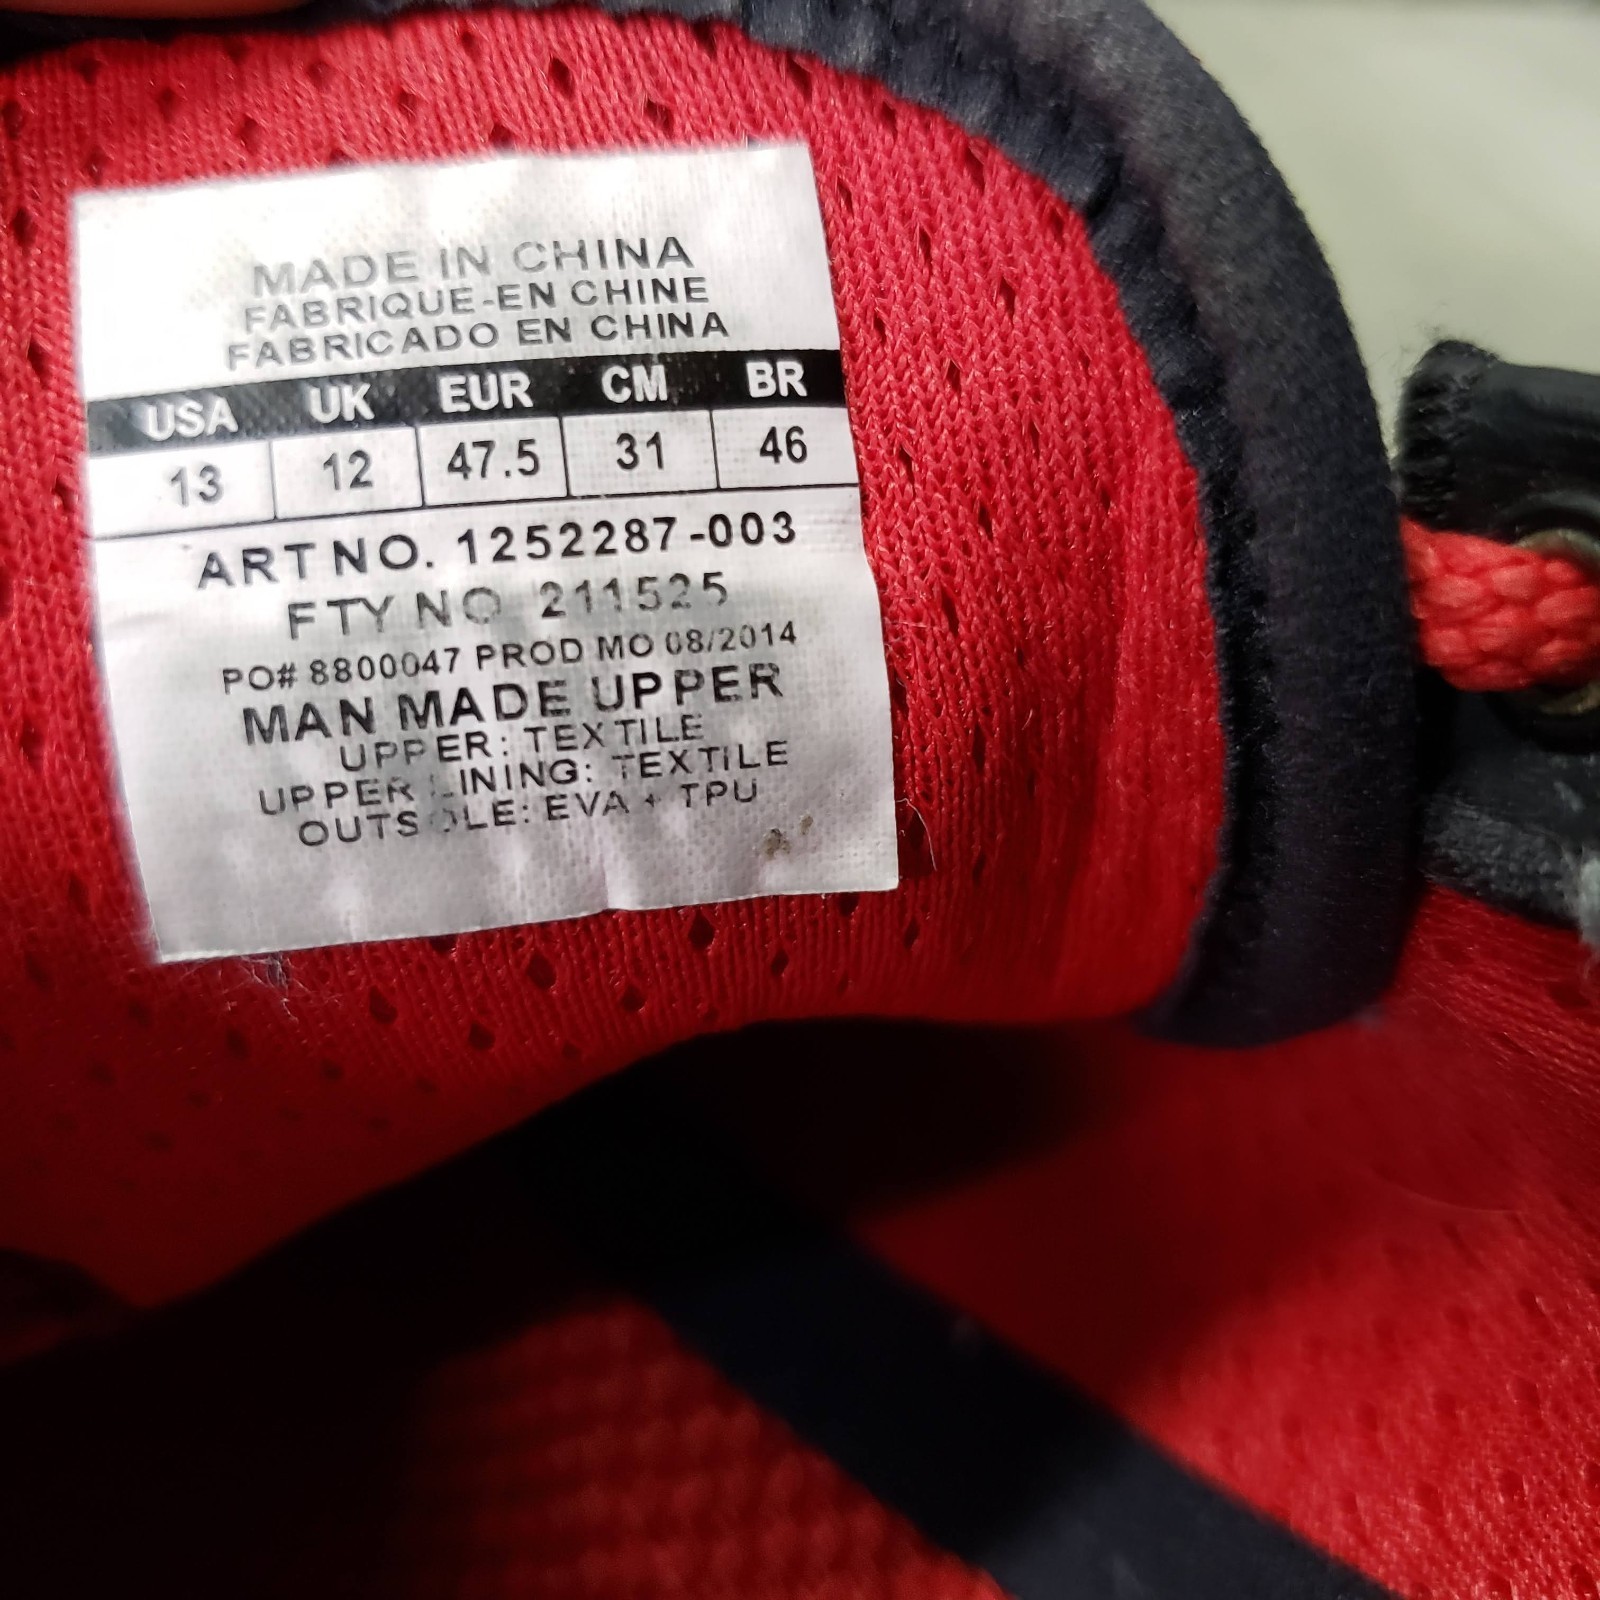 MADE IN CHINA
FABRIQUE-EN CHINE
FABRICADO EN CHINA
USA UK EUR CM BR
13 12 47.5 31 46
ART NO. 1252287-003
FTY NO 211525
PO# 8800047 PROD MO 08/2014
MAN MADE UPPER
UPPER: TEXTILE
UPPER LINING: TEXTILE
OUTSOLE: EVA + TPU